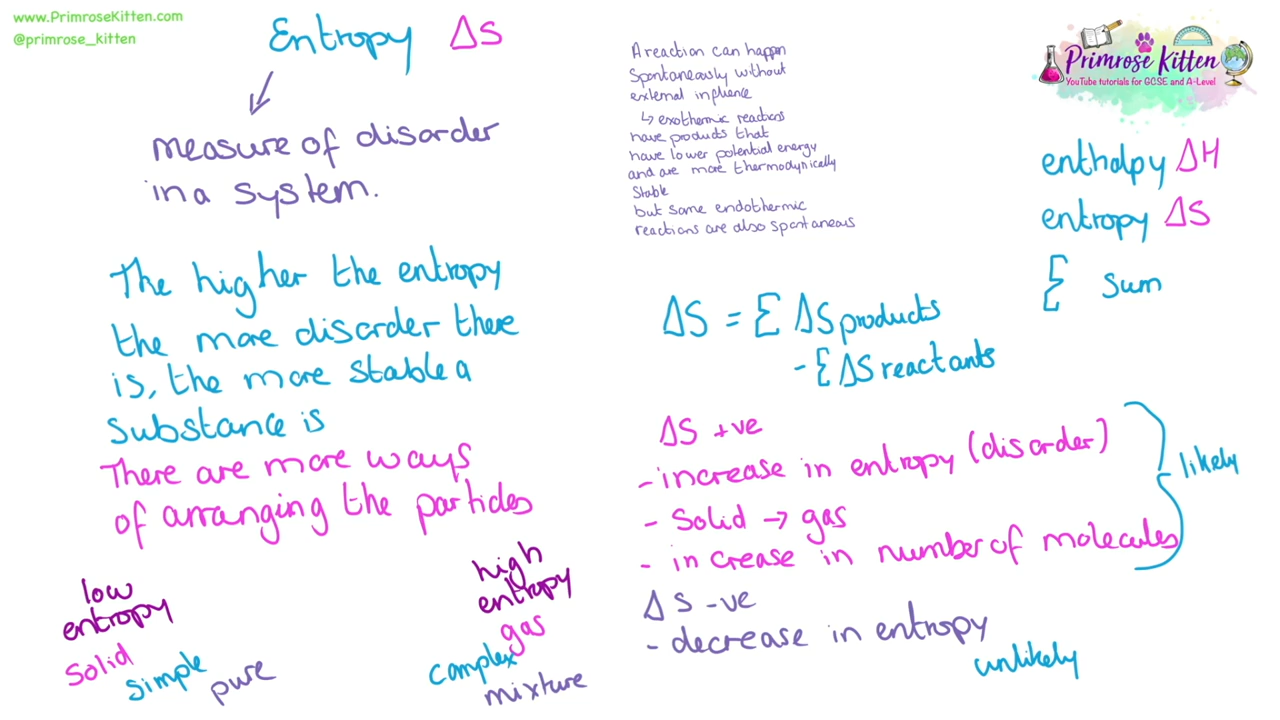 www.PrimroseKitten.com
@primrose_kitten
Entropy ΔS
measure of disorder
in a system.
The higher the entropy
the more disorder there
is, the more stable a
substance is
There are more ways
of arranging the particles
low
entropy
solid
simple
pure
high
entropy
gas
complex
mixture
A reaction can happen
Spontaneously without
external influence
↳ exothermic reactions
have products that
have lower potential energy
and are more thermodynically
Stable
but some endothermic
reactions are also spontaneous
Primrose Kitten
YouTube tutorials for GCSE and A-Level
enthalpy ΔH
entropy ΔS
Σ sum
ΔS = Σ ΔS products
- Σ ΔS reactants
ΔS +ve
- increase in entropy (disorder)
- Solid → gas
- increase in number of molecules
likely
ΔS -ve
- decrease in entropy
unlikely